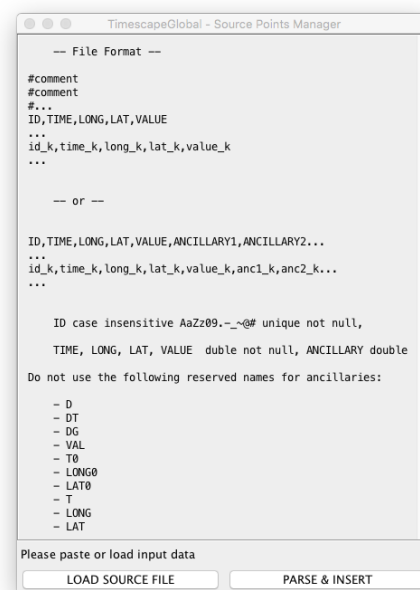 TimescapeGlobal - Source Points Manager
-- File Format --
#comment
#comment
#...
ID,TIME,LONG,LAT,VALUE
...
id_k,time_k,long_k,lat_k,value_k
...
-- or --
ID,TIME,LONG,LAT,VALUE,ANCILLARY1,ANCILLARY2...
...
id_k,time_k,long_k,lat_k,value_k,anc1_k,anc2_k...
...
ID case insensitive AaZz09.-_~@# unique not null,
TIME, LONG, LAT, VALUE duble not null, ANCILLARY double
Do not use the following reserved names for ancillaries:
- D
- DT
- DG
- VAL
- T0
- LONG0
- LAT0
- T
- LONG
- LAT
Please paste or load input data
LOAD SOURCE FILE
PARSE & INSERT